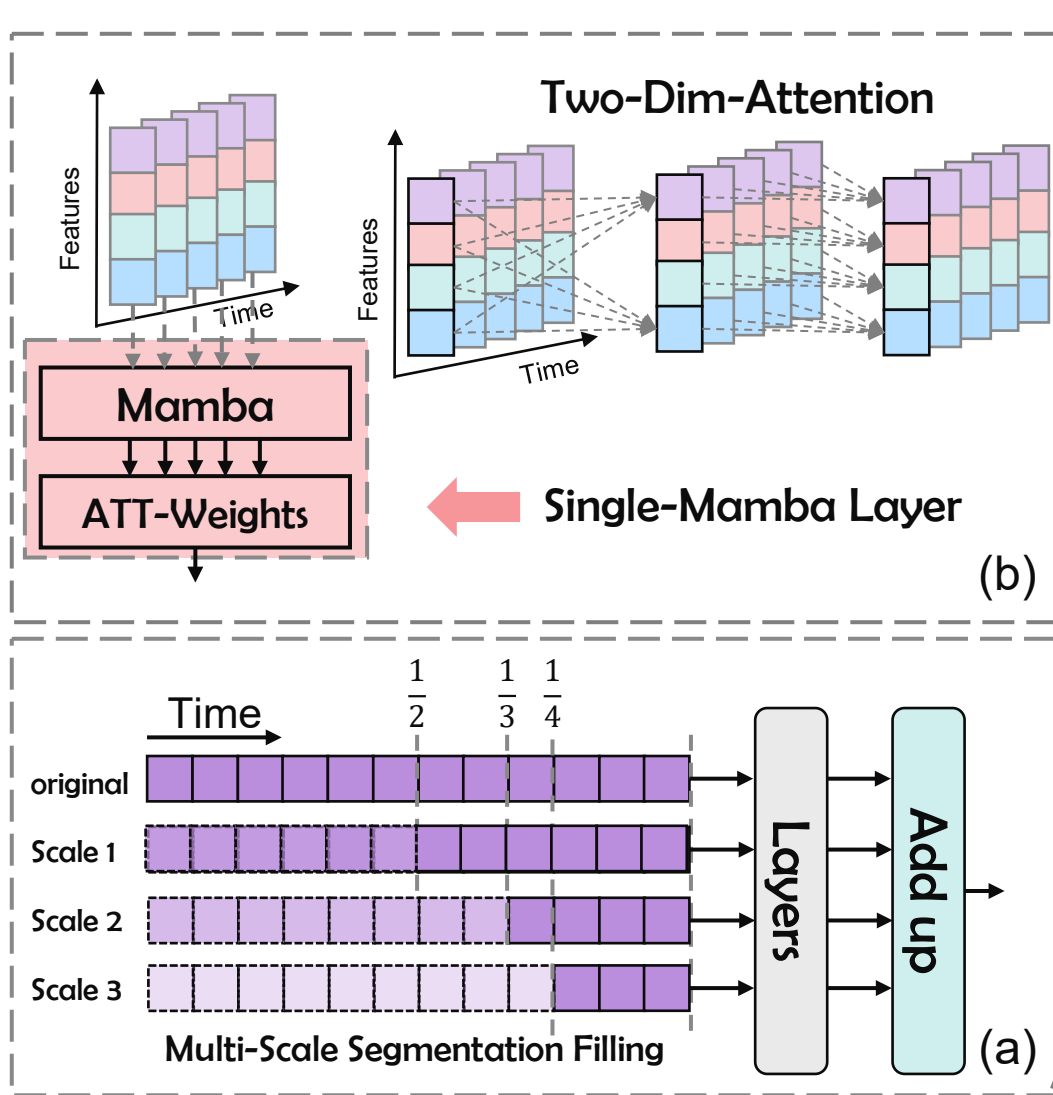 Two-Dim-Attention
Features
Time
Features
Time
Mamba
ATT-Weights
Single-Mamba Layer
(b)
1/2 1/3 1/4
Time
original
Scale 1
Scale 2
Scale 3
Layers
Add up
Multi-Scale Segmentation Filling
(a)